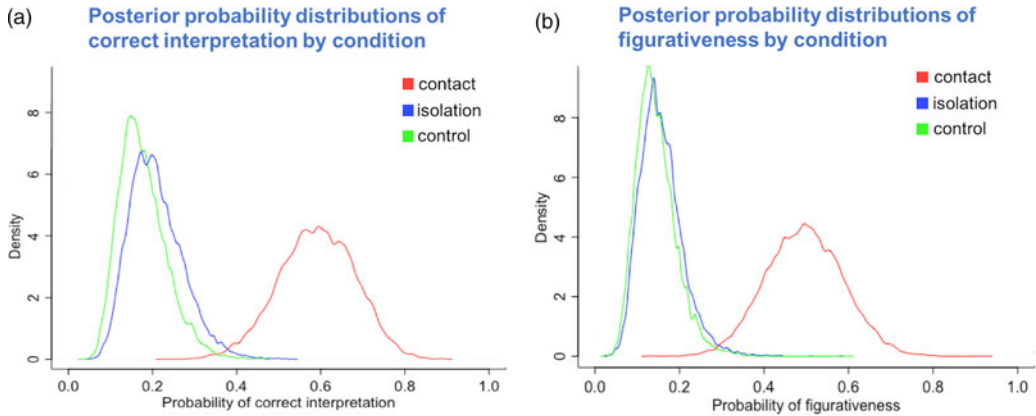 (a)
Posterior probability distributions of
correct interpretation by condition
contact
isolation
control
8
6
4
2
0
Density
0.0 0.2 0.4 0.6 0.8 1.0
Probability of correct interpretation
(b)
Posterior probability distributions of
figurativeness by condition
contact
isolation
control
8
6
4
2
0
Density
0.0 0.2 0.4 0.6 0.8 1.0
Probability of figurativeness